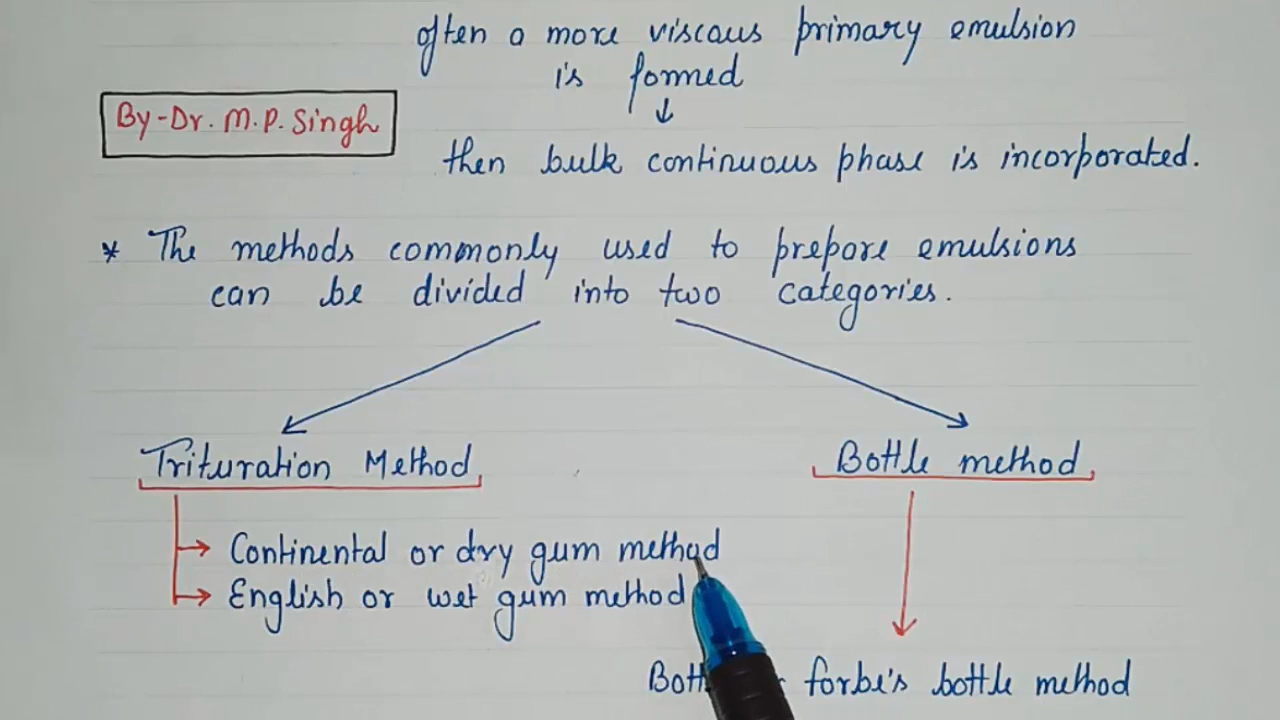 often a more viscous primary emulsion
is formed
↓
By-Dr. M.P. Singh
then bulk continuous phase is incorporated.
* The methods commonly used to prepare emulsions
can be divided into two categories.
Trituration Method
Bottle method
→ Continental or dry gum method
→ English or wet gum method
forbe's bottle method